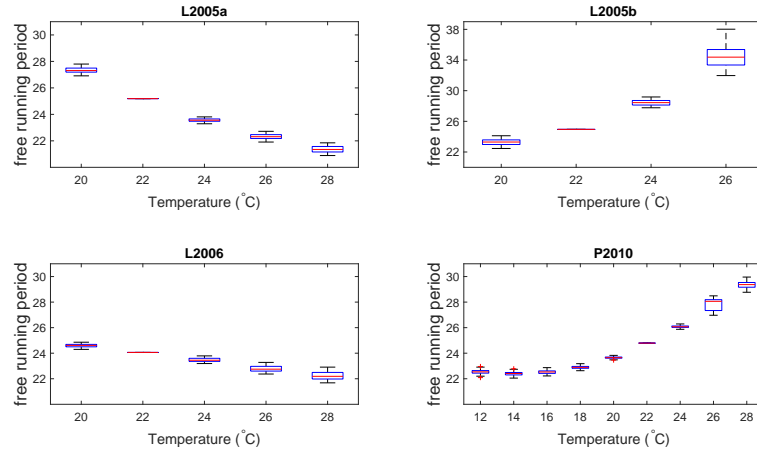 L2005a
30
28
26
24
22
20 22 24 26 28
Temperature (°C)
free running period
L2005b
38
34
30
26
22
20 22 24 26
Temperature (°C)
free running period
L2006
30
28
26
24
22
20 22 24 26 28
Temperature (°C)
free running period
P2010
30
28
26
24
22
12 14 16 18 20 22 24 26 28
Temperature (°C)
free running period